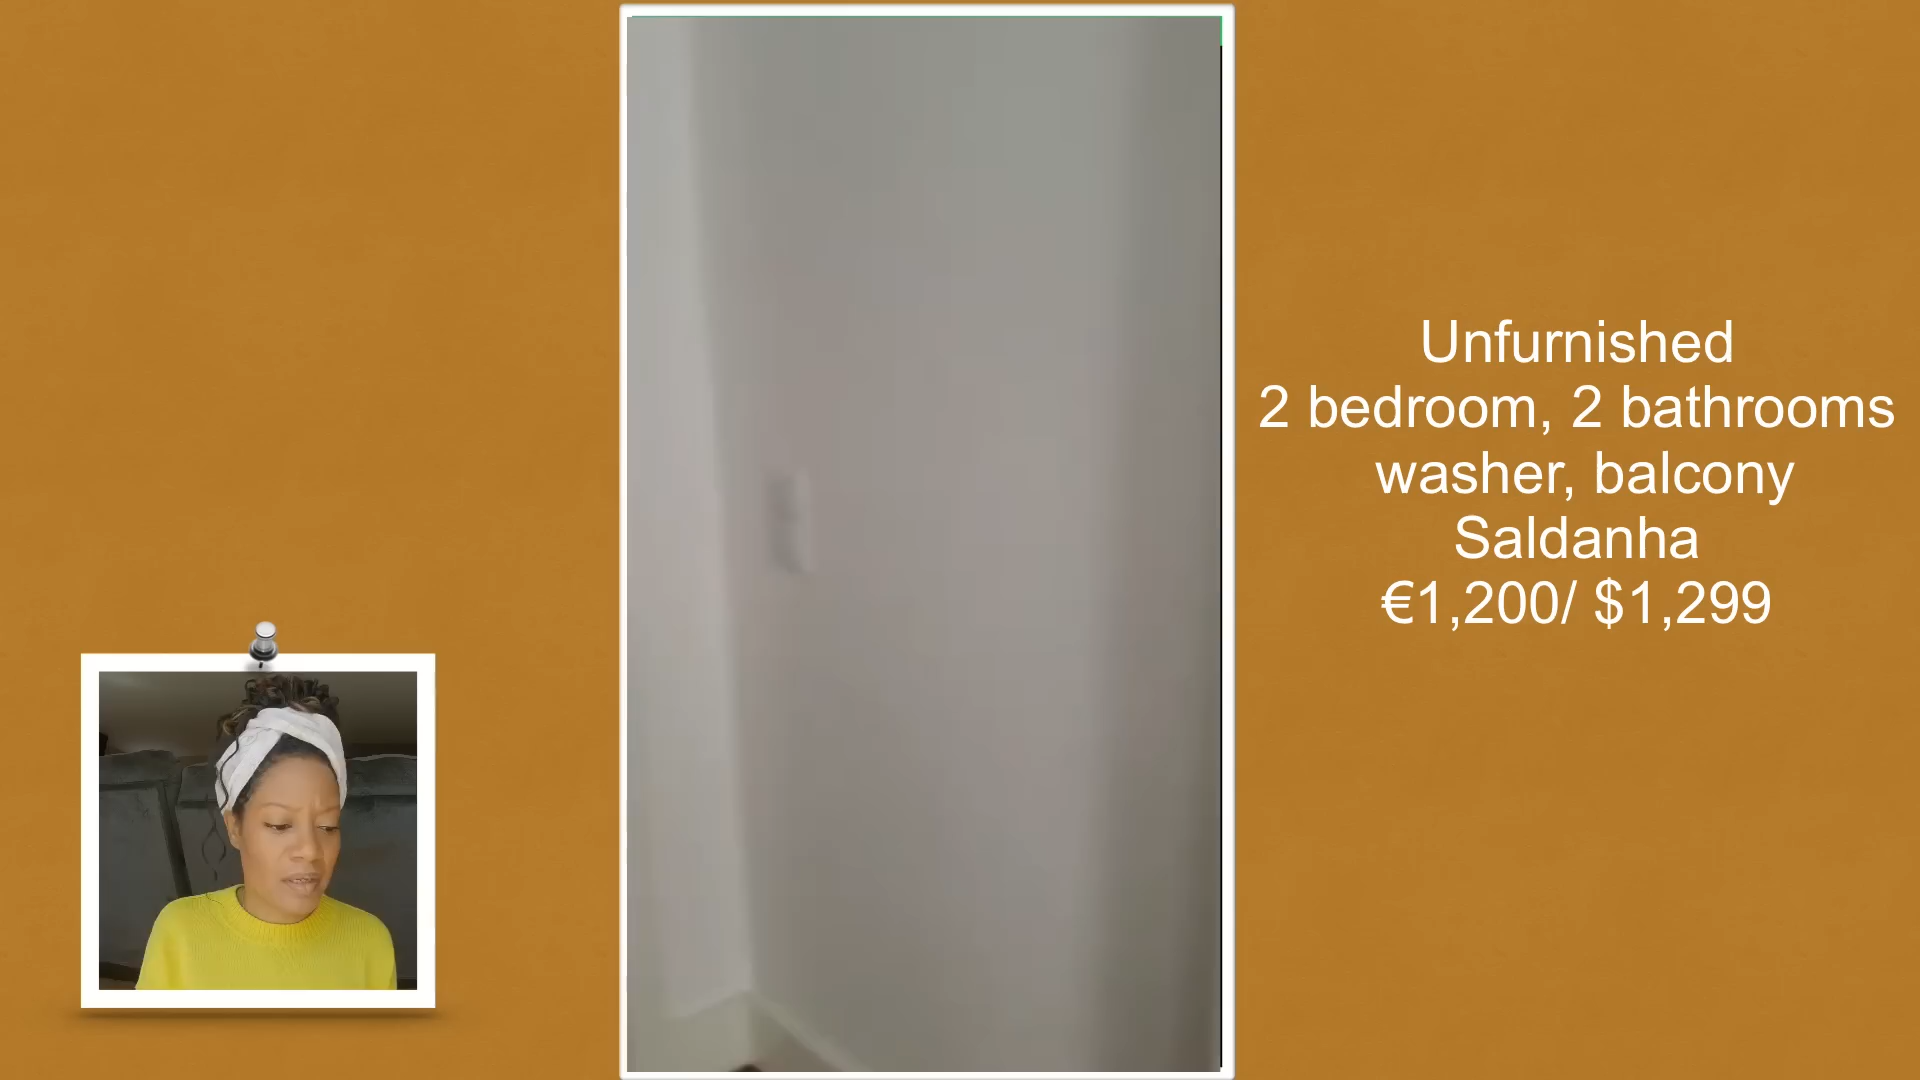 Unfurnished
2 bedroom, 2 bathrooms
washer, balcony
Saldanha
€1,200/ $1,299